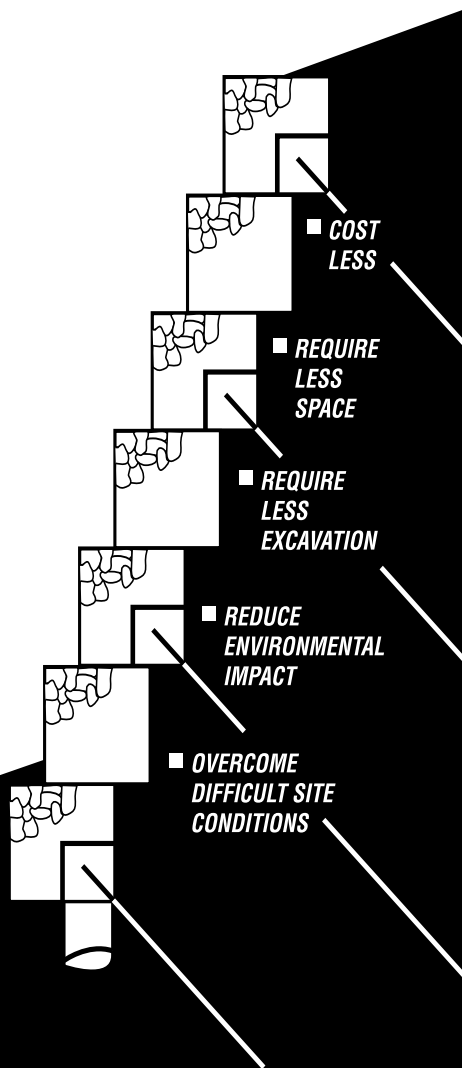 COST
LESS
REQUIRE
LESS
SPACE
REQUIRE
LESS
EXCAVATION
REDUCE
ENVIRONMENTAL
IMPACT
OVERCOME
DIFFICULT SITE
CONDITIONS